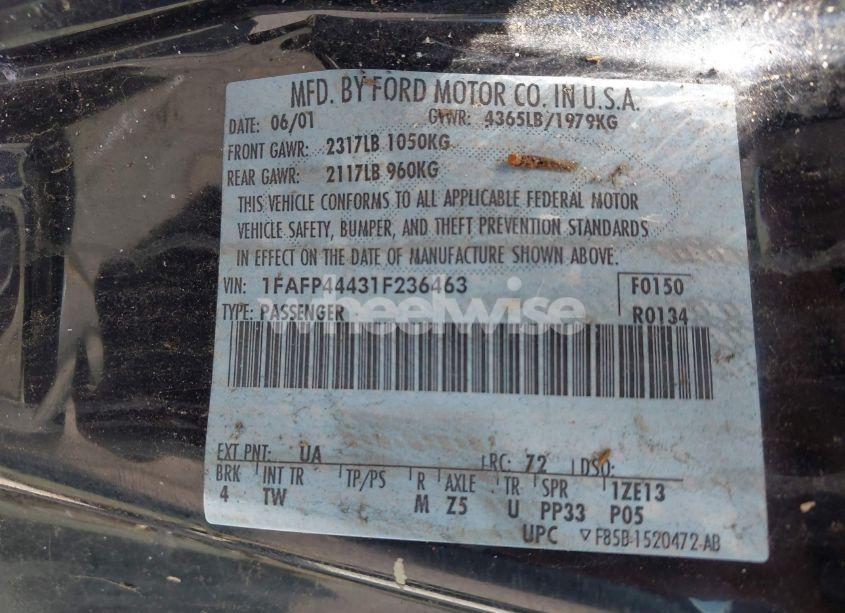 MFD. BY FORD MOTOR CO. IN U.S.A.
DATE: 06/01 GVWR: 4365LB/1979KG
FRONT GAWR: 2317LB 1050KG
REAR GAWR: 2117LB 960KG
THIS VEHICLE CONFORMS TO ALL APPLICABLE FEDERAL MOTOR
VEHICLE SAFETY, BUMPER, AND THEFT PREVENTION STANDARDS
IN EFFECT ON THE DATE OF MANUFACTURE SHOWN ABOVE.
VIN: 1FAFP44431F236463 F0150
TYPE: PASSENGER R0134
wheelwise
EXT PNT: UA RC: 72 DSO:
BRK INT TR TP/PS R AXLE TR SPR 1ZE13
4 TW M Z5 U PP33 P05
UPC ▽F85B-1520472-AB